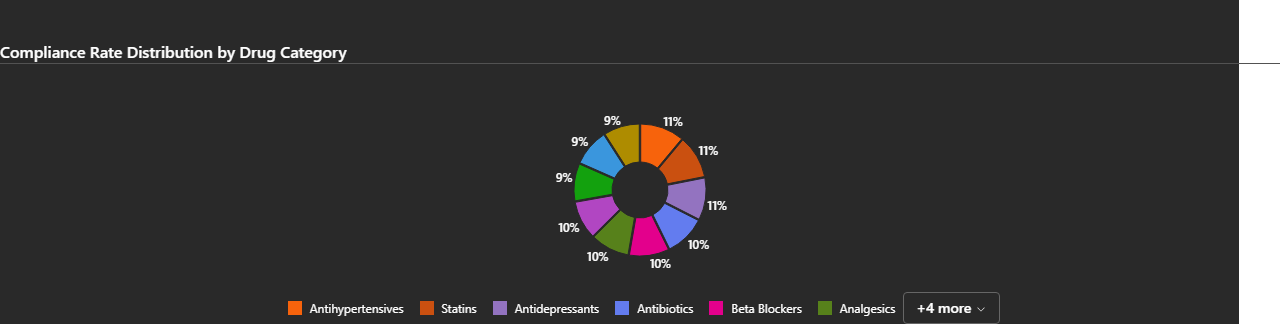 Compliance Rate Distribution by Drug Category
9%
11%
9%
11%
9%
11%
10%
10%
10%
10%
Antihypertensives
Statins
Antidepressants
Antibiotics
Beta Blockers
Analgesics
+4 more